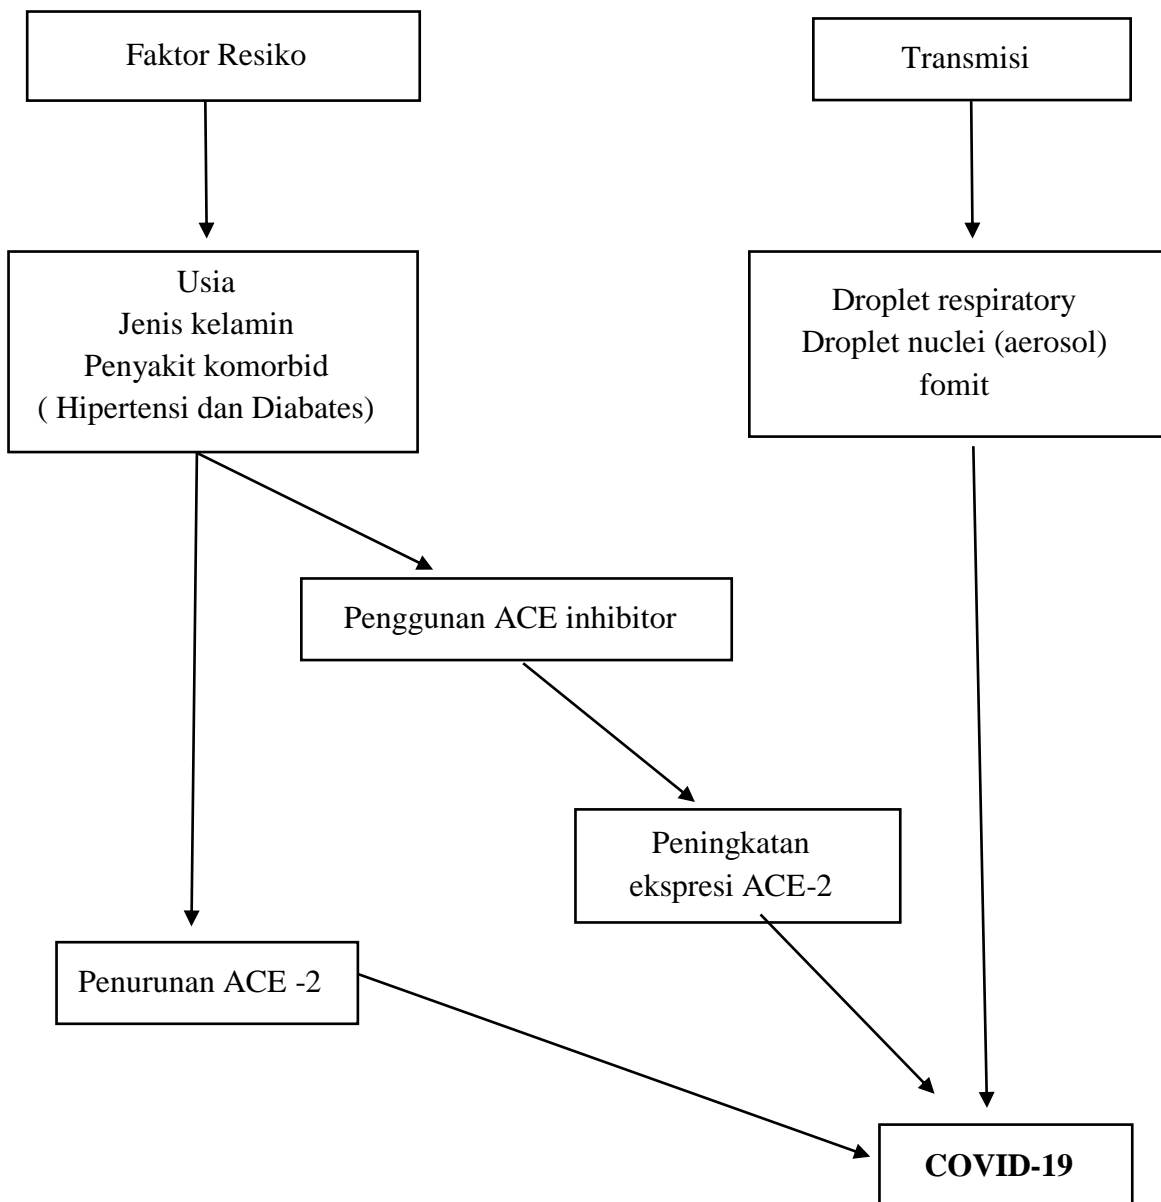 Faktor Resiko
Transmisi
Usia
Jenis kelamin
Penyakit komorbid
( Hipertensi dan Diabates)
Droplet respiratory
Droplet nuclei (aerosol)
fomit
Penggunan ACE inhibitor
Peningkatan
ekspresi ACE-2
Penurunan ACE -2
COVID-19